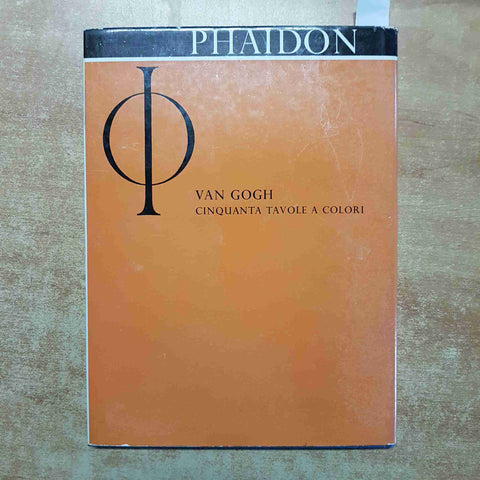 PHAIDON
VAN GOGH
CINQUANTA TAVOLE A COLORI